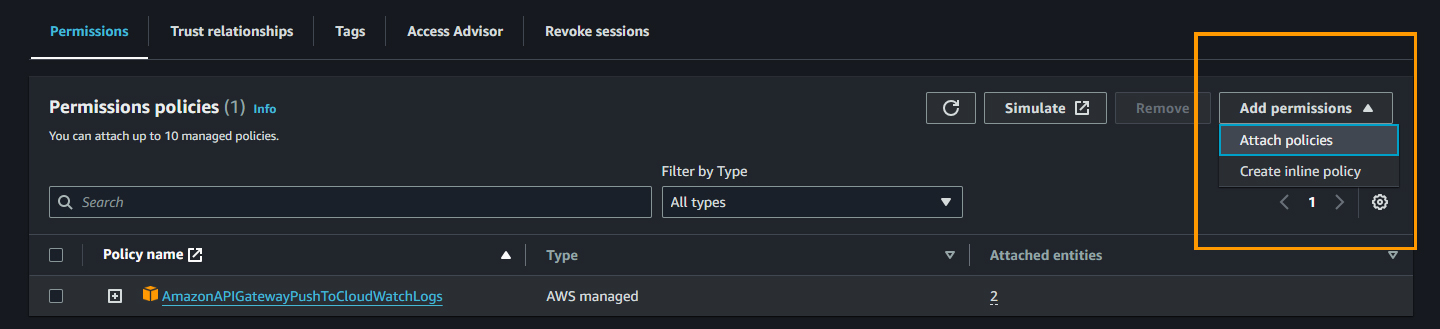 Permissions
Trust relationships
Tags
Access Advisor
Revoke sessions
Permissions policies (1) Info
You can attach up to 10 managed policies.
Simulate
Remove
Add permissions
Attach policies
Create inline policy
Filter by Type
Search
All types
1
Policy name
Type
Attached entities
AmazonAPIGatewayPushToCloudWatchLogs
AWS managed
2